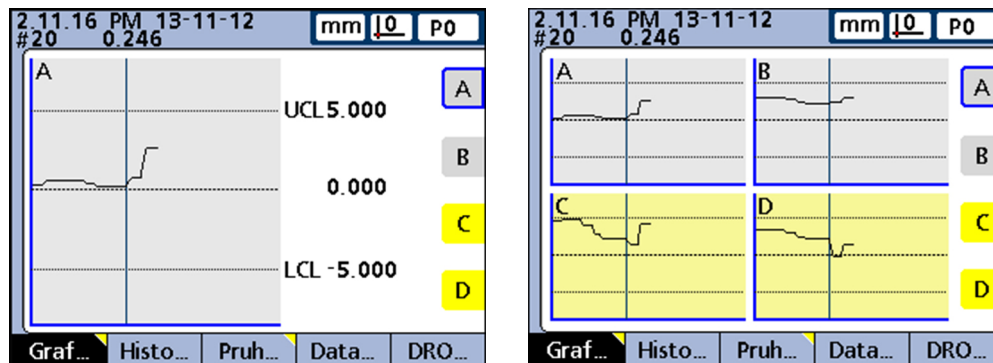 2.11.16 PM 13-11-12
#20 0.246
mm 0 P0
A
UCL 5.000
0.000
LCL -5.000
A
B
C
D
Graf... Histo... Pruh... Data... DRO...
2.11.16 PM 13-11-12
#20 0.246
mm 0 P0
A B
C D
A
B
C
D
Graf... Histo... Pruh... Data... DRO...